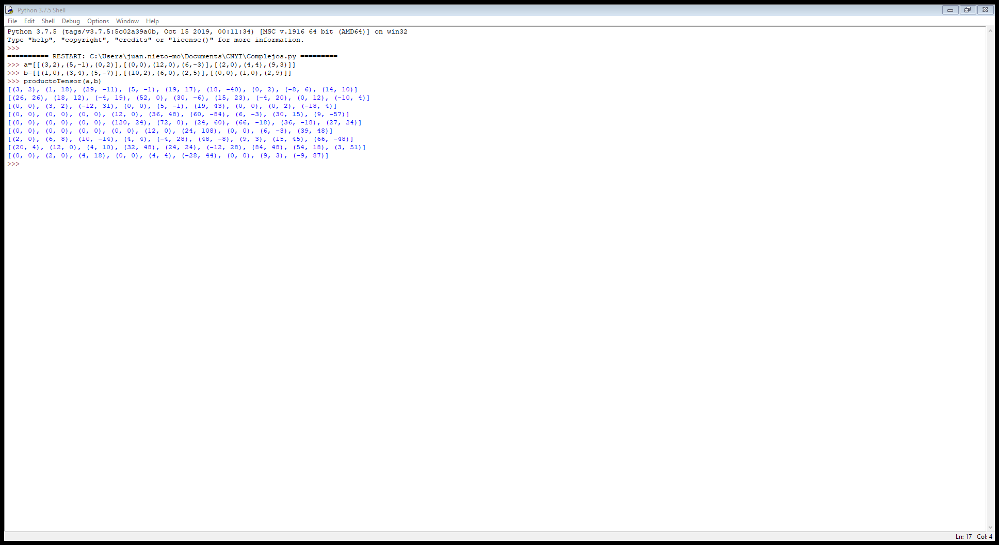 Python 3.7.5 Shell
File Edit Shell Debug Options Window Help
Python 3.7.5 (tags/v3.7.5:5c02a39a0b, Oct 15 2019, 00:11:34) [MSC v.1916 64 bit (AMD64)] on win32
Type "help", "copyright", "credits" or "license()" for more information.
>>>
========== RESTART: C:\Users\juan.nieto-mo\Documents\CNYT\Complejos.py =========
>>> a=[[(3,2),(5,-1),(0,2)],[(0,0),(12,0),(6,-3)],[(2,0),(4,4),(9,3)]]
>>> b=[[(1,0),(3,4),(5,-7)],[(10,2),(6,0),(2,5)],[(0,0),(1,0),(2,9)]]
>>> productoTensor(a,b)
[(3, 2), (1, 18), (29, -11), (5, -1), (19, 17), (18, -40), (0, 2), (-8, 6), (14, 10)]
[(26, 26), (18, 12), (-4, 19), (52, 0), (30, -6), (15, 23), (-4, 20), (0, 12), (-10, 4)]
[(0, 0), (3, 2), (-12, 31), (0, 0), (5, -1), (19, 43), (0, 0), (0, 2), (-18, 4)]
[(0, 0), (0, 0), (0, 0), (12, 0), (36, 48), (60, -84), (6, -3), (30, 15), (9, -57)]
[(0, 0), (0, 0), (0, 0), (120, 24), (72, 0), (24, 60), (66, -18), (36, -18), (27, 24)]
[(0, 0), (0, 0), (0, 0), (0, 0), (12, 0), (24, 108), (0, 0), (6, -3), (39, 48)]
[(2, 0), (6, 8), (10, -14), (4, 4), (-4, 28), (48, -8), (9, 3), (15, 45), (66, -48)]
[(20, 4), (12, 0), (4, 10), (32, 48), (24, 24), (-12, 28), (84, 48), (54, 18), (3, 51)]
[(0, 0), (2, 0), (4, 18), (0, 0), (4, 4), (-28, 44), (0, 0), (9, 3), (-9, 87)]
>>>
Ln: 17 Col: 4